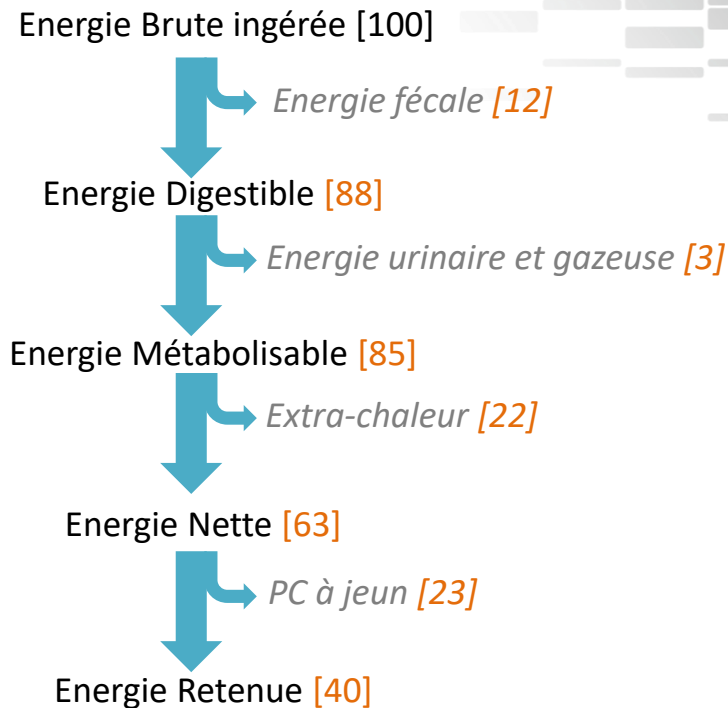 Energie Brute ingérée [100]
Energie fécale [12]
Energie Digestible [88]
Energie urinaire et gazeuse [3]
Energie Métabolisable [85]
Extra-chaleur [22]
Energie Nette [63]
PC à jeun [23]
Energie Retenue [40]